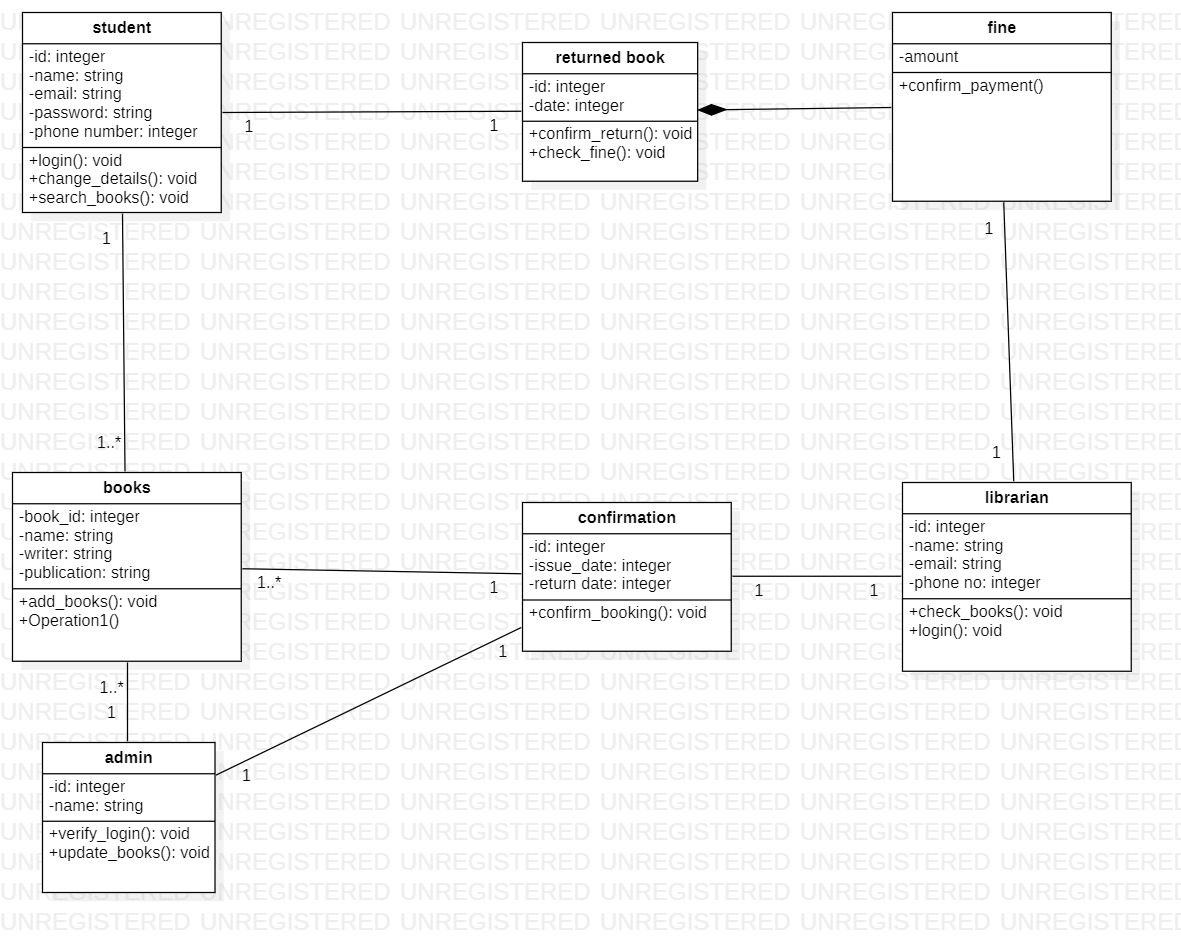 student
-id: integer
-name: string
-email: string
-password: string
-phone number: integer
+login(): void
+change_details(): void
+search_books(): void
1
1
returned book
-id: integer
-date: integer
+confirm_return(): void
+check_fine(): void
fine
-amount
+confirm_payment()
1
1..*
1
1
books
-book_id: integer
-name: string
-writer: string
-publication: string
+add_books(): void
+Operation1()
1..*
1
confirmation
-id: integer
-issue_date: integer
-return date: integer
+confirm_booking(): void
1
1
librarian
-id: integer
-name: string
-email: string
-phone no: integer
+check_books(): void
+login(): void
1..*
1
1
1
admin
-id: integer
-name: string
+verify_login(): void
+update_books(): void
UNREGISTERED